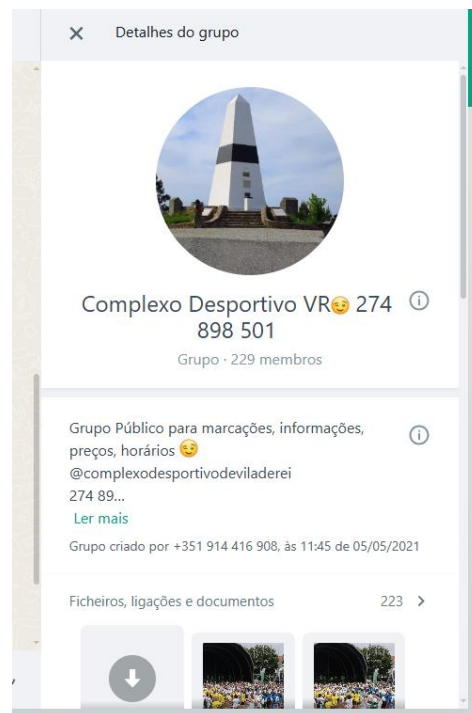 Detalhes do grupo
Complexo Desportivo VR😉 274
898 501
Grupo · 229 membros
Grupo Público para marcações, informações,
preços, horários 😉
@complexodesportivodeviladerei
274 89...
Ler mais
Grupo criado por +351 914 416 908, às 11:45 de 05/05/2021
Ficheiros, ligações e documentos 223